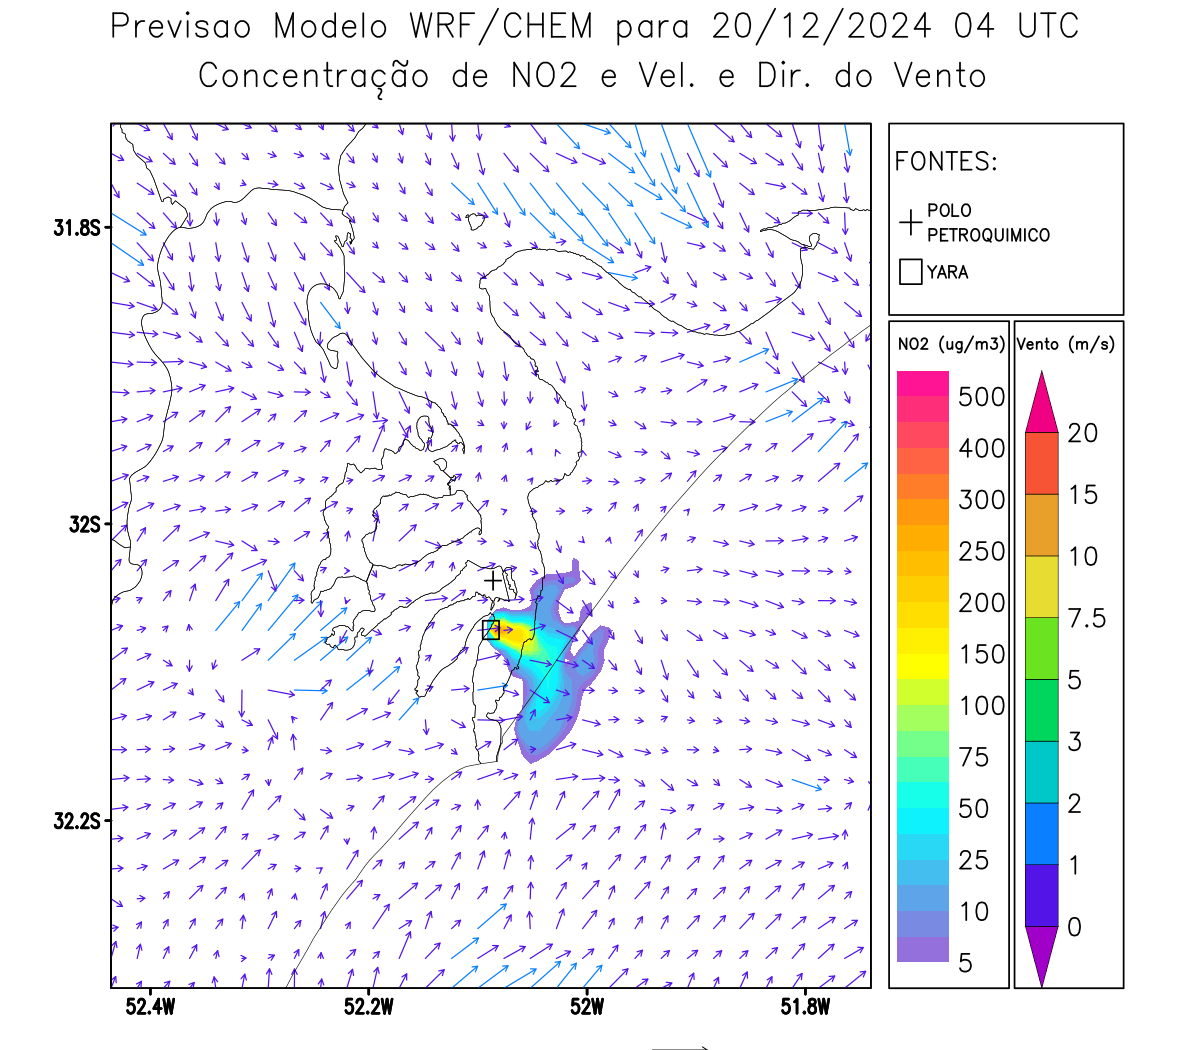 Previsao Modelo WRF/CHEM para 20/12/2024 04 UTC
Concentração de NO2 e Vel. e Dir. do Vento
FONTES:
POLO
PETROQUIMICO
YARA
NO2 (ug/m3)
500
400
300
250
200
150
100
75
50
25
10
5
Vento (m/s)
20
15
10
7.5
5
3
2
1
0
31.8S
32S
32.2S
52.4W
52.2W
52W
51.8W